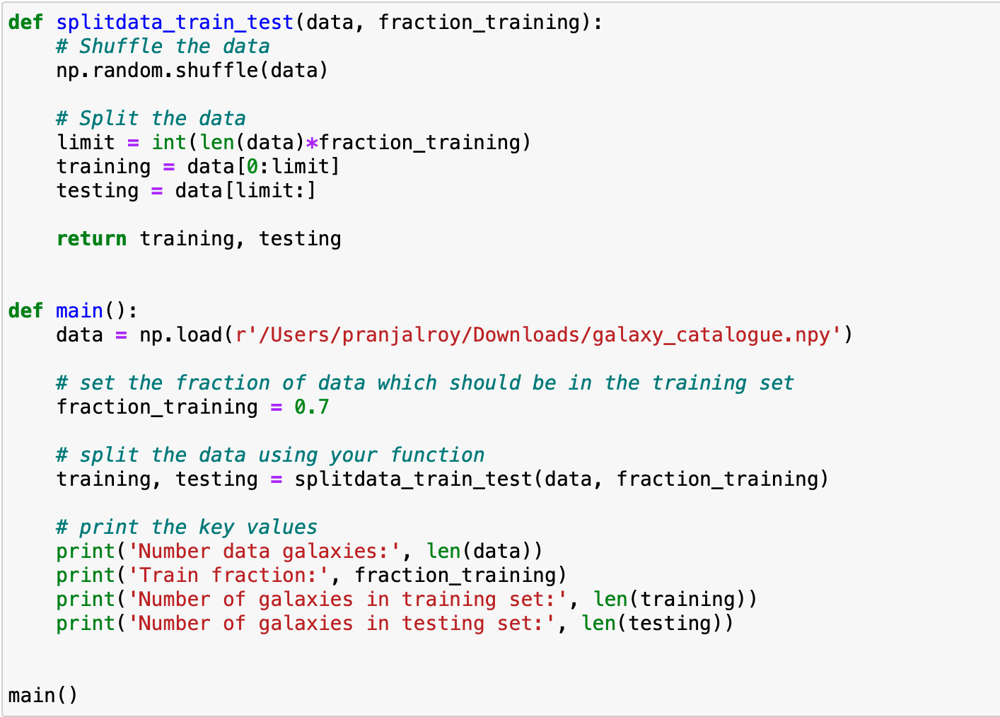 def splitdata_train_test(data, fraction_training):
    # Shuffle the data
    np.random.shuffle(data)

    # Split the data
    limit = int(len(data)*fraction_training)
    training = data[0:limit]
    testing = data[limit:]

    return training, testing


def main():
    data = np.load(r'/Users/pranjalroy/Downloads/galaxy_catalogue.npy')

    # set the fraction of data which should be in the training set
    fraction_training = 0.7

    # split the data using your function
    training, testing = splitdata_train_test(data, fraction_training)

    # print the key values
    print('Number data galaxies:', len(data))
    print('Train fraction:', fraction_training)
    print('Number of galaxies in training set:', len(training))
    print('Number of galaxies in testing set:', len(testing))


main()